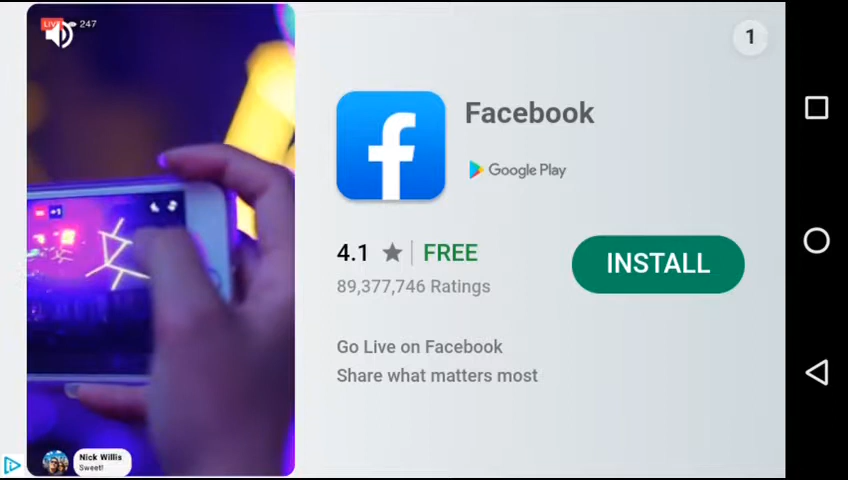 LIVE 247
1
Facebook
Google Play
4.1 ★ | FREE
INSTALL
89,377,746 Ratings
Go Live on Facebook
Share what matters most
Nick Willis
Sweet!